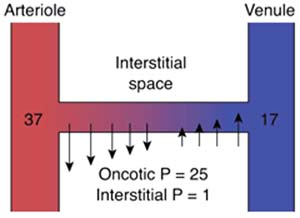 Arteriole
Venule
Interstitial
space
37
17
Oncotic P = 25
Interstitial P = 1